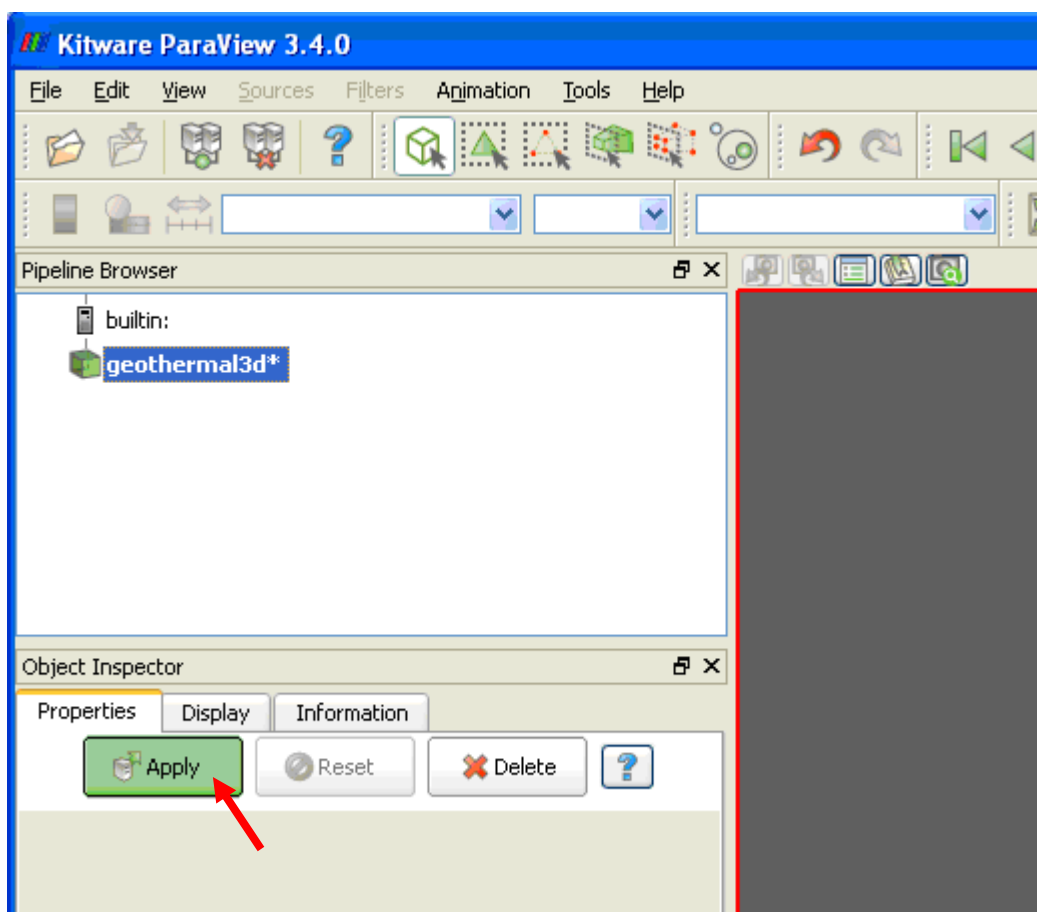 Kitware ParaView 3.4.0
File Edit View Sources Filters Animation Tools Help
?
Pipeline Browser
builtin:
geothermal3d*
Object Inspector
Properties Display Information
Apply Reset Delete ?